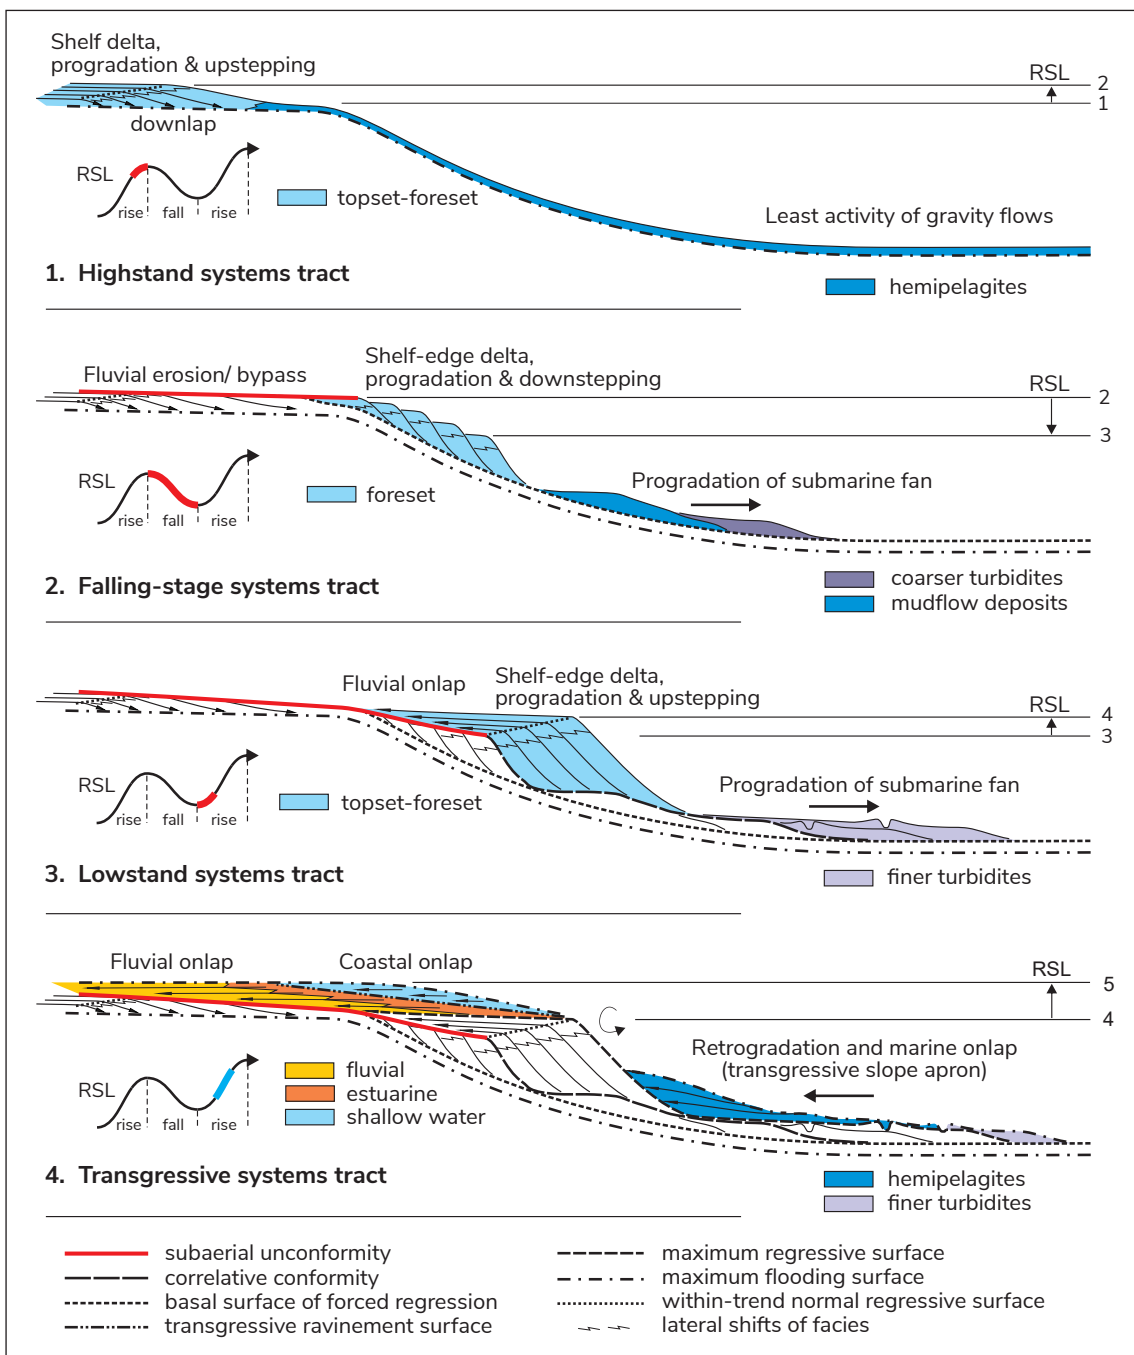 Shelf delta,
progradation & upstepping
RSL
2
1
downlap
RSL
rise
fall
rise
topset-foreset
Least activity of gravity flows
1. Highstand systems tract
hemipelagites
Fluvial erosion/ bypass
Shelf-edge delta,
progradation & downstepping
RSL
2
3
RSL
rise
fall
rise
foreset
Progradation of submarine fan
2. Falling-stage systems tract
coarser turbidites
mudflow deposits
Fluvial onlap
Shelf-edge delta,
progradation & upstepping
RSL
4
3
RSL
rise
fall
rise
topset-foreset
Progradation of submarine fan
3. Lowstand systems tract
finer turbidites
Fluvial onlap
Coastal onlap
RSL
5
4
Retrogradation and marine onlap
(transgressive slope apron)
RSL
rise
fall
rise
fluvial
estuarine
shallow water
4. Transgressive systems tract
hemipelagites
finer turbidites
subaerial unconformity
correlative conformity
basal surface of forced regression
transgressive ravinement surface
maximum regressive surface
maximum flooding surface
within-trend normal regressive surface
lateral shifts of facies